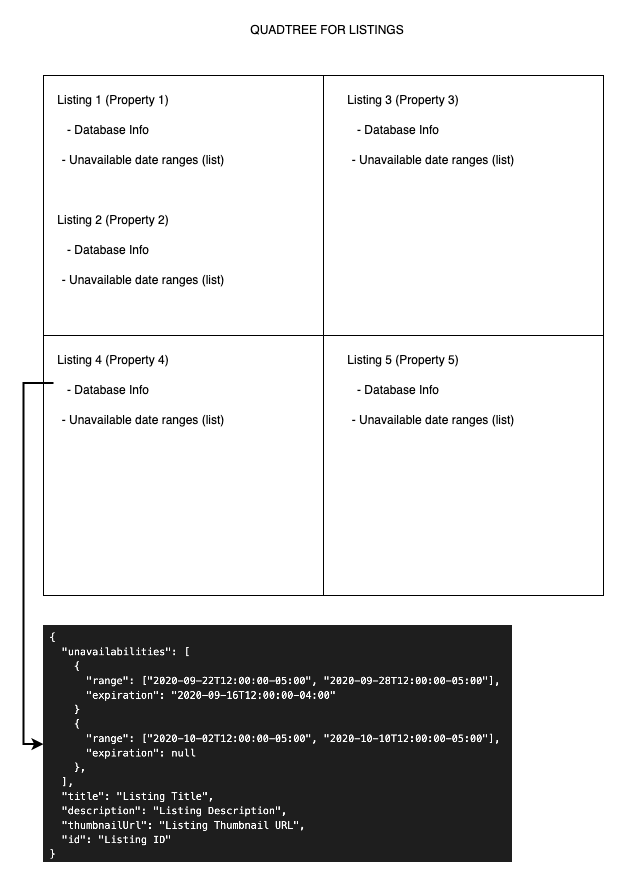 QUADTREE FOR LISTINGS
Listing 1 (Property 1)
- Database Info
- Unavailable date ranges (list)
Listing 2 (Property 2)
- Database Info
- Unavailable date ranges (list)
Listing 3 (Property 3)
- Database Info
- Unavailable date ranges (list)
Listing 4 (Property 4)
- Database Info
- Unavailable date ranges (list)
Listing 5 (Property 5)
- Database Info
- Unavailable date ranges (list)
{
  "unavailabilities": [
    {
      "range": ["2020-09-22T12:00:00-05:00", "2020-09-28T12:00:00-05:00"],
      "expiration": "2020-09-16T12:00:00-04:00"
    }
    {
      "range": ["2020-10-02T12:00:00-05:00", "2020-10-10T12:00:00-05:00"],
      "expiration": null
    },
  ],
  "title": "Listing Title",
  "description": "Listing Description",
  "thumbnailUrl": "Listing Thumbnail URL",
  "id": "Listing ID"
}